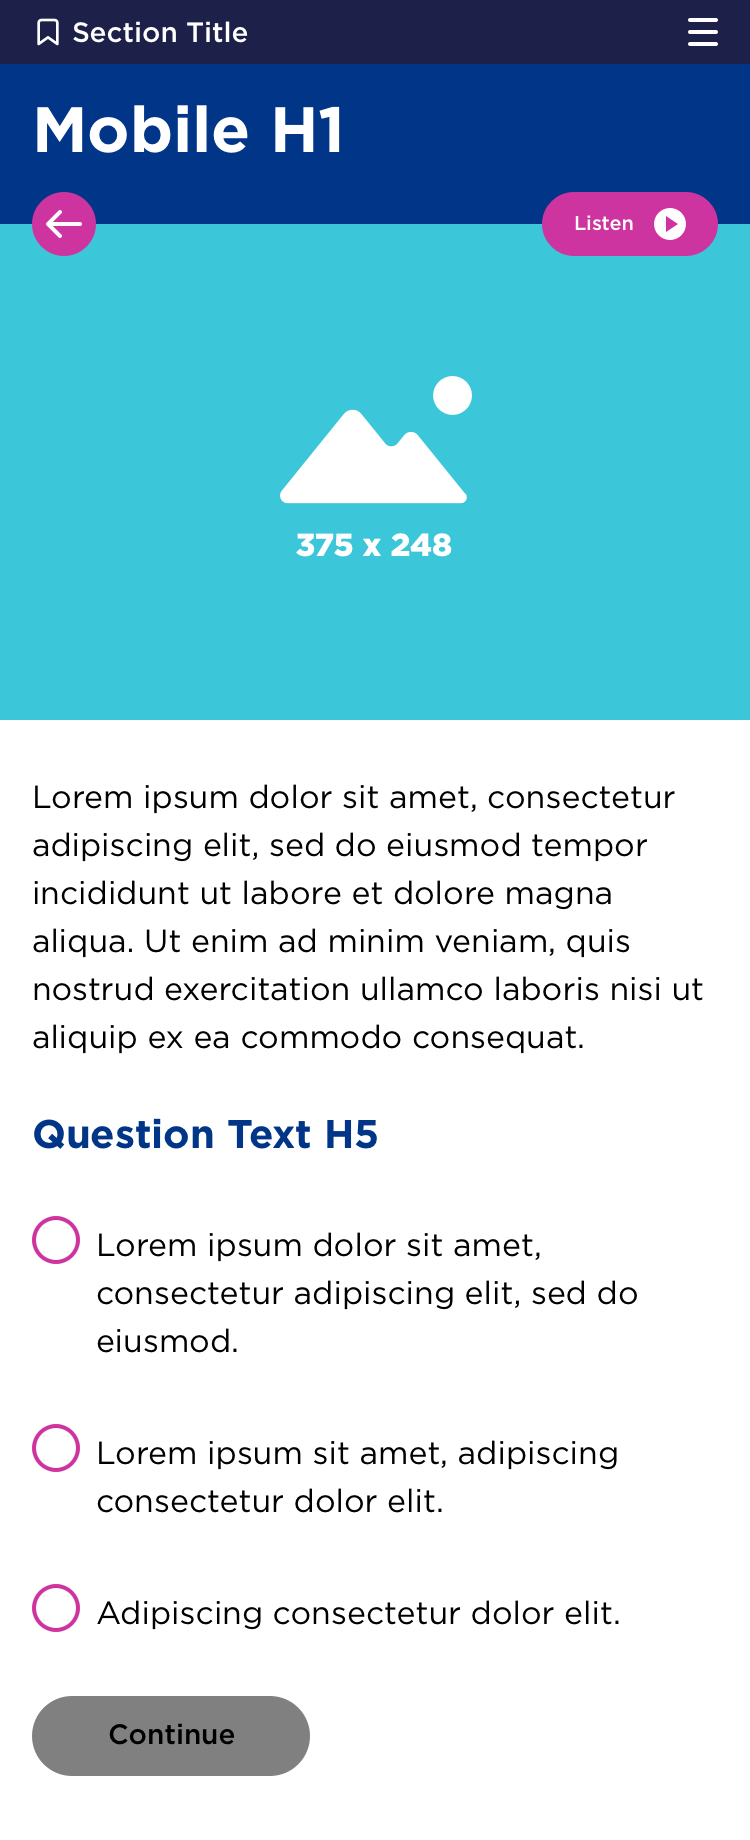 Section Title
Mobile H1
Listen
375 x 248
Lorem ipsum dolor sit amet, consectetur
adipiscing elit, sed do eiusmod tempor
incididunt ut labore et dolore magna
aliqua. Ut enim ad minim veniam, quis
nostrud exercitation ullamco laboris nisi ut
aliquip ex ea commodo consequat.
Question Text H5
Lorem ipsum dolor sit amet,
consectetur adipiscing elit, sed do
eiusmod.
Lorem ipsum sit amet, adipiscing
consectetur dolor elit.
Adipiscing consectetur dolor elit.
Continue